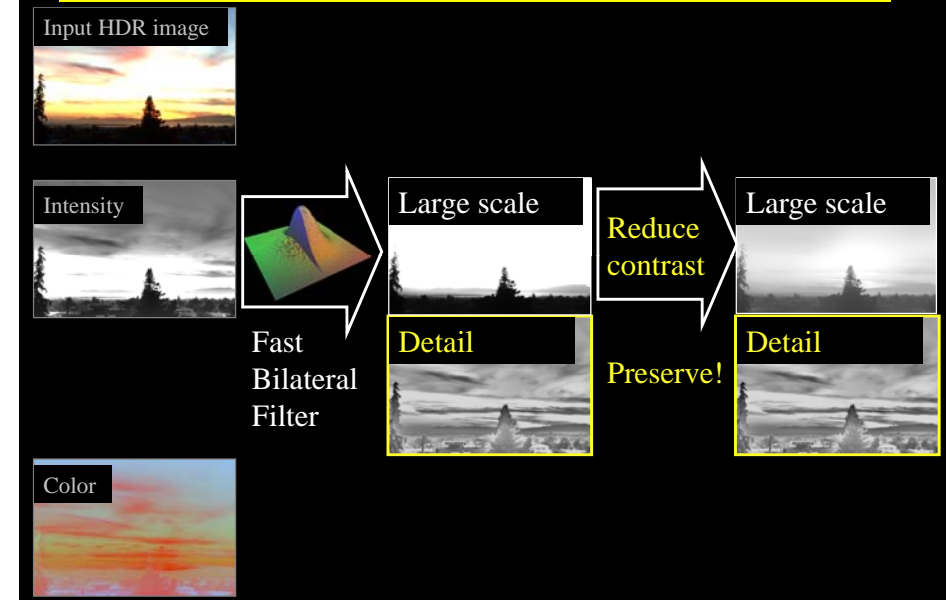 Input HDR image
Intensity
Large scale
Reduce
contrast
Large scale
Fast
Bilateral
Filter
Detail
Preserve!
Detail
Color